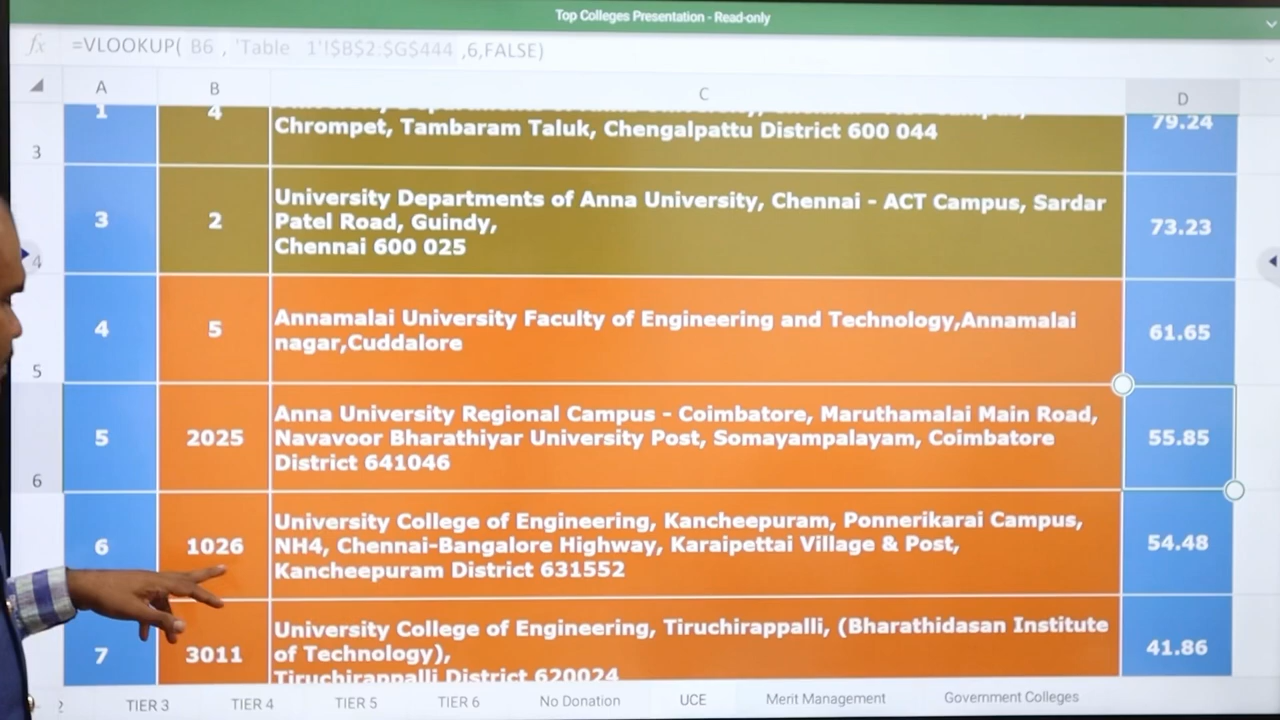 Top Colleges Presentation - Read-only
fx =VLOOKUP( B6 , 'Table 1'!$B$2:$G$444 ,6,FALSE)
A B C D
3 1 4 79.24
Chrompet, Tambaram Taluk, Chengalpattu District 600 044
4 3 2 73.23
University Departments of Anna University, Chennai - ACT Campus, Sardar
Patel Road, Guindy,
Chennai 600 025
5 4 5 61.65
Annamalai University Faculty of Engineering and Technology,Annamalai
nagar,Cuddalore
6 5 2025 55.85
Anna University Regional Campus - Coimbatore, Maruthamalai Main Road,
Navavoor Bharathiyar University Post, Somayampalayam, Coimbatore
District 641046
6 1026 54.48
University College of Engineering, Kancheepuram, Ponnerikarai Campus,
NH4, Chennai-Bangalore Highway, Karaipettai Village & Post,
Kancheepuram District 631552
7 3011 41.86
University College of Engineering, Tiruchirappalli, (Bharathidasan Institute
of Technology),
Tiruchirappalli District 620024
2 TIER 3 TIER 4 TIER 5 TIER 6 No Donation UCE Merit Management Government Colleges